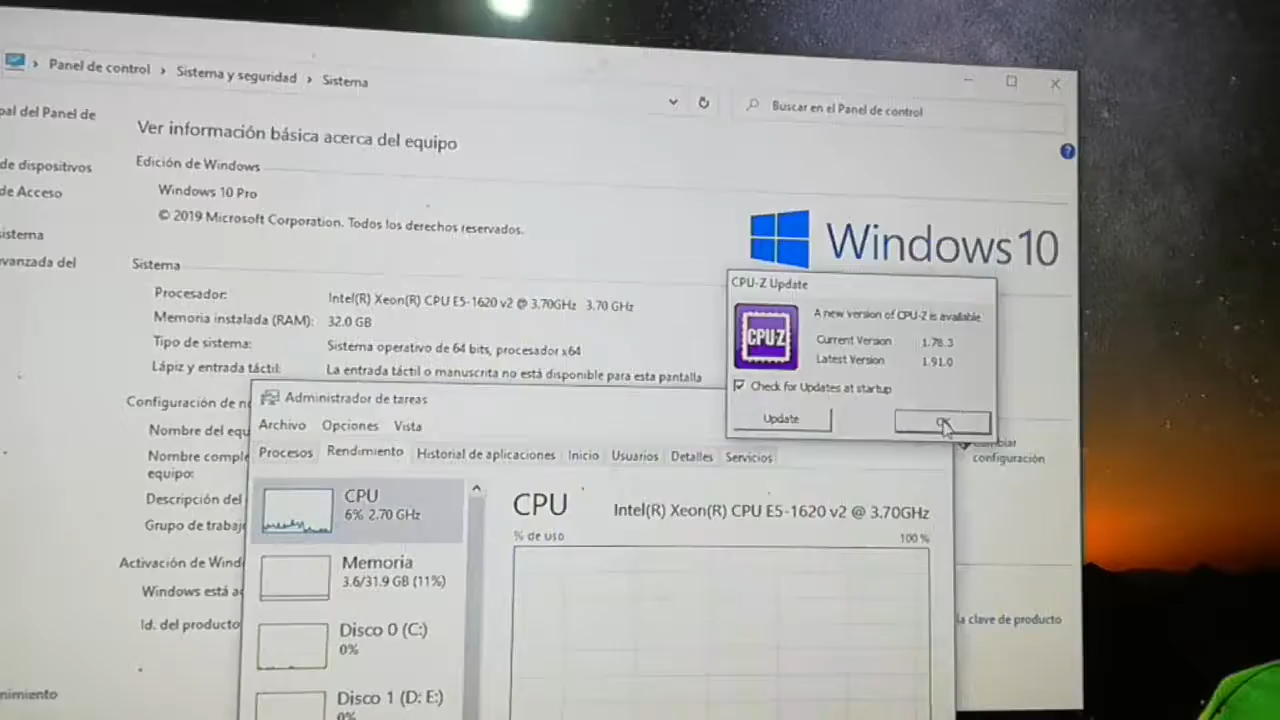 Panel de control › Sistema y seguridad › Sistema
Buscar en el Panel de control
pal del Panel de
de dispositivos
de Acceso
sistema
avanzada del
Ver información básica acerca del equipo
Edición de Windows
Windows 10 Pro
© 2019 Microsoft Corporation. Todos los derechos reservados.
Windows 10
Sistema
Procesador: Intel(R) Xeon(R) CPU E5-1620 v2 @ 3.70GHz 3.70 GHz
Memoria instalada (RAM): 32.0 GB
Tipo de sistema: Sistema operativo de 64 bits, procesador x64
Lápiz y entrada táctil: La entrada táctil o manuscrita no está disponible para esta pantalla
Configuración de n
Nombre del equ
Nombre comple
equipo:
Descripción del
Grupo de trabaj
Activación de Wind
Windows está a
Id. del producto
nimiento
CPU-Z Update
CPU-Z
A new version of CPU-Z is available
Current Version 1.78.3
Latest Version 1.91.0
Check for Updates at startup
Update
configuración
la clave de producto
Administrador de tareas
Archivo Opciones Vista
Procesos Rendimiento Historial de aplicaciones Inicio Usuarios Detalles Servicios
CPU
6% 2.70 GHz
Memoria
3.6/31.9 GB (11%)
Disco 0 (C:)
0%
Disco 1 (D: E:)
0%
CPU Intel(R) Xeon(R) CPU E5-1620 v2 @ 3.70GHz
% de uso 100 %